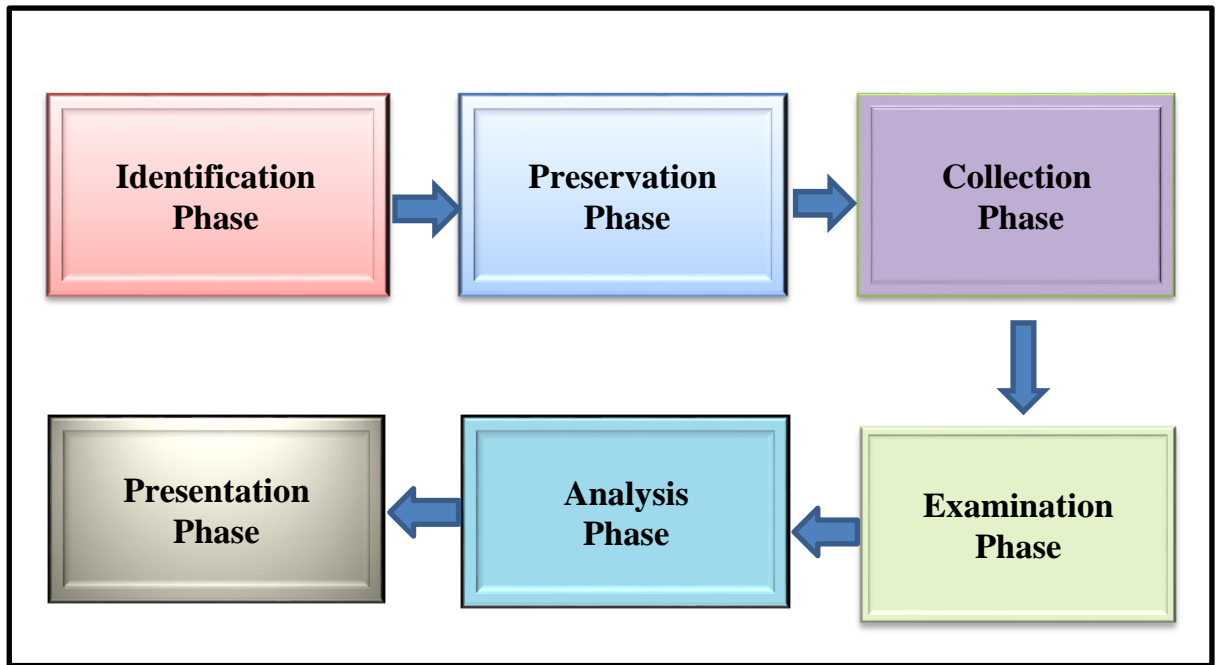 Identification
Phase
Preservation
Phase
Collection
Phase
Examination
Phase
Analysis
Phase
Presentation
Phase